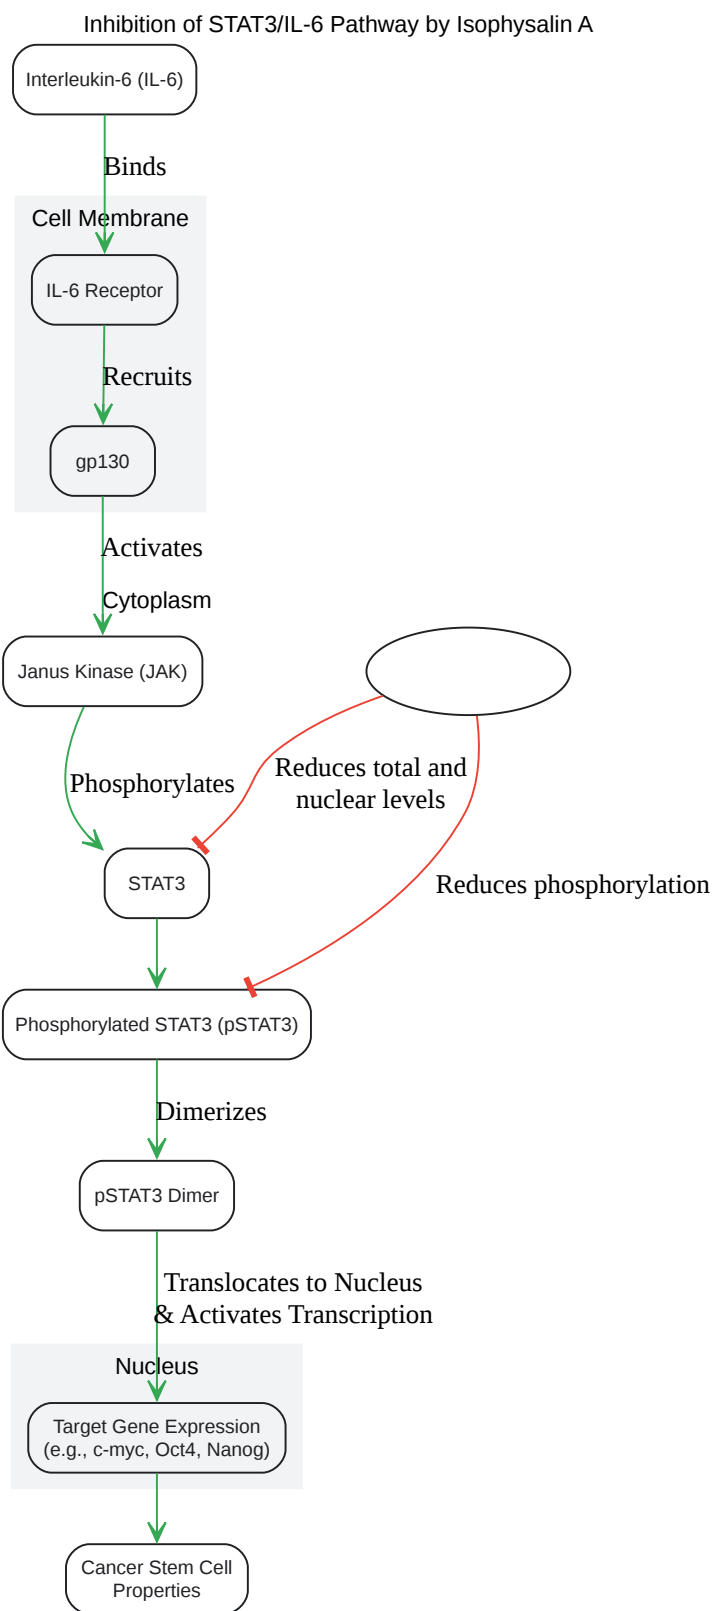 Inhibition of STAT3/IL-6 Pathway by Isophysalin A
Interleukin-6 (IL-6)
Binds
Cell Membrane
IL-6 Receptor
Recruits
gp130
Activates
Cytoplasm
Janus Kinase (JAK)
Phosphorylates
Reduces total and
nuclear levels
STAT3
Reduces phosphorylation
Phosphorylated STAT3 (pSTAT3)
Dimerizes
pSTAT3 Dimer
Translocates to Nucleus
& Activates Transcription
Nucleus
Target Gene Expression
(e.g., c-myc, Oct4, Nanog)
Cancer Stem Cell
Properties